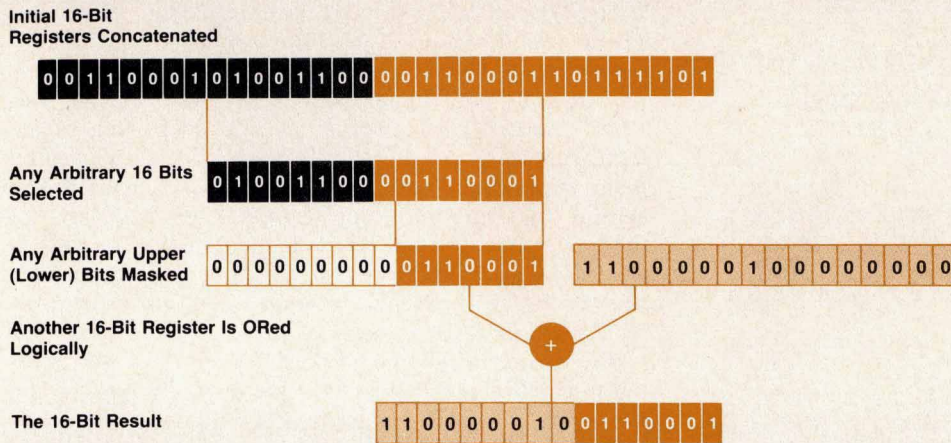 Initial 16-Bit
Registers Concatenated
0 0 1 1 0 0 0 1 0 1 0 0 1 1 0 0 0 0 1 1 0 0 0 1 1 0 1 1 1 1 0 1
Any Arbitrary 16 Bits
Selected
0 1 0 0 1 1 0 0 0 0 1 1 0 0 0 1
Any Arbitrary Upper
(Lower) Bits Masked
0 0 0 0 0 0 0 0 0 0 1 1 0 0 0 1
1 1 0 0 0 0 0 1 0 0 0 0 0 0 0 0
Another 16-Bit Register Is ORed
Logically
+
The 16-Bit Result
1 1 0 0 0 0 0 1 0 0 1 1 0 0 0 1